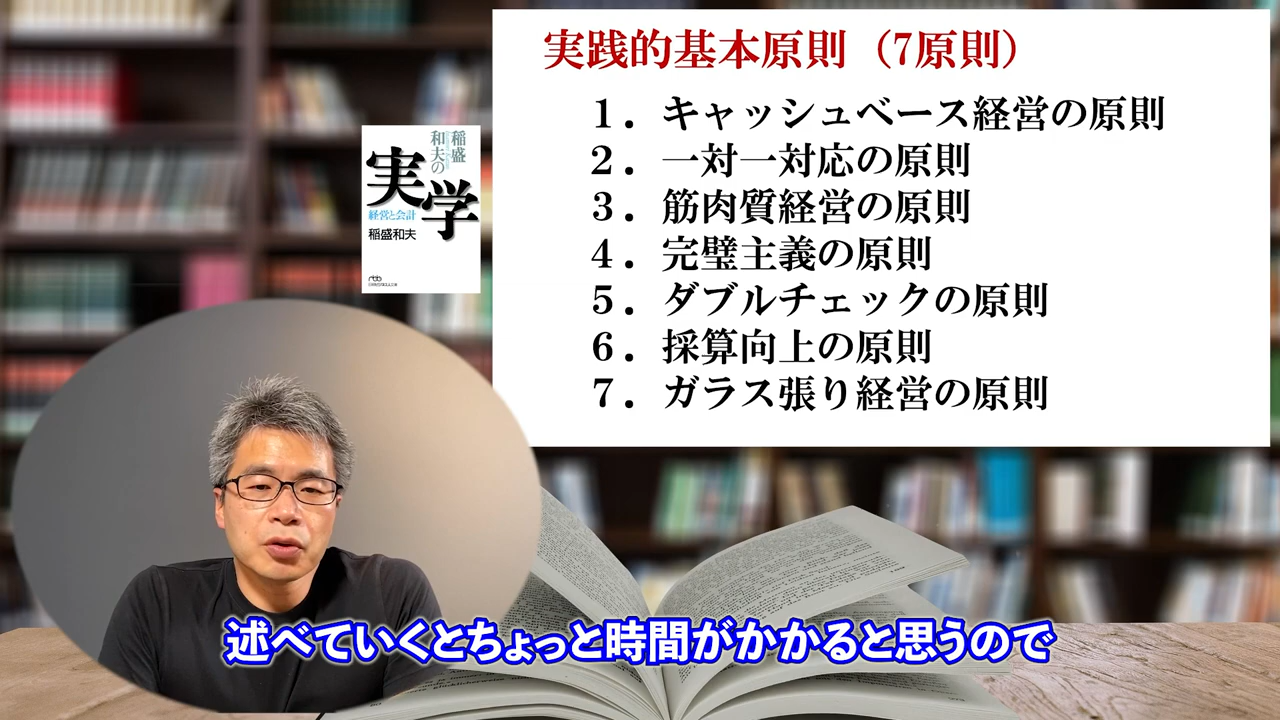 実践的基本原則（7原則）
１．キャッシュベース経営の原則
２．一対一対応の原則
３．筋肉質経営の原則
４．完璧主義の原則
５．ダブルチェックの原則
６．採算向上の原則
７．ガラス張り経営の原則
稲盛
和夫の
実学
経営と会計
稲盛和夫
述べていくとちょっと時間がかかると思うので